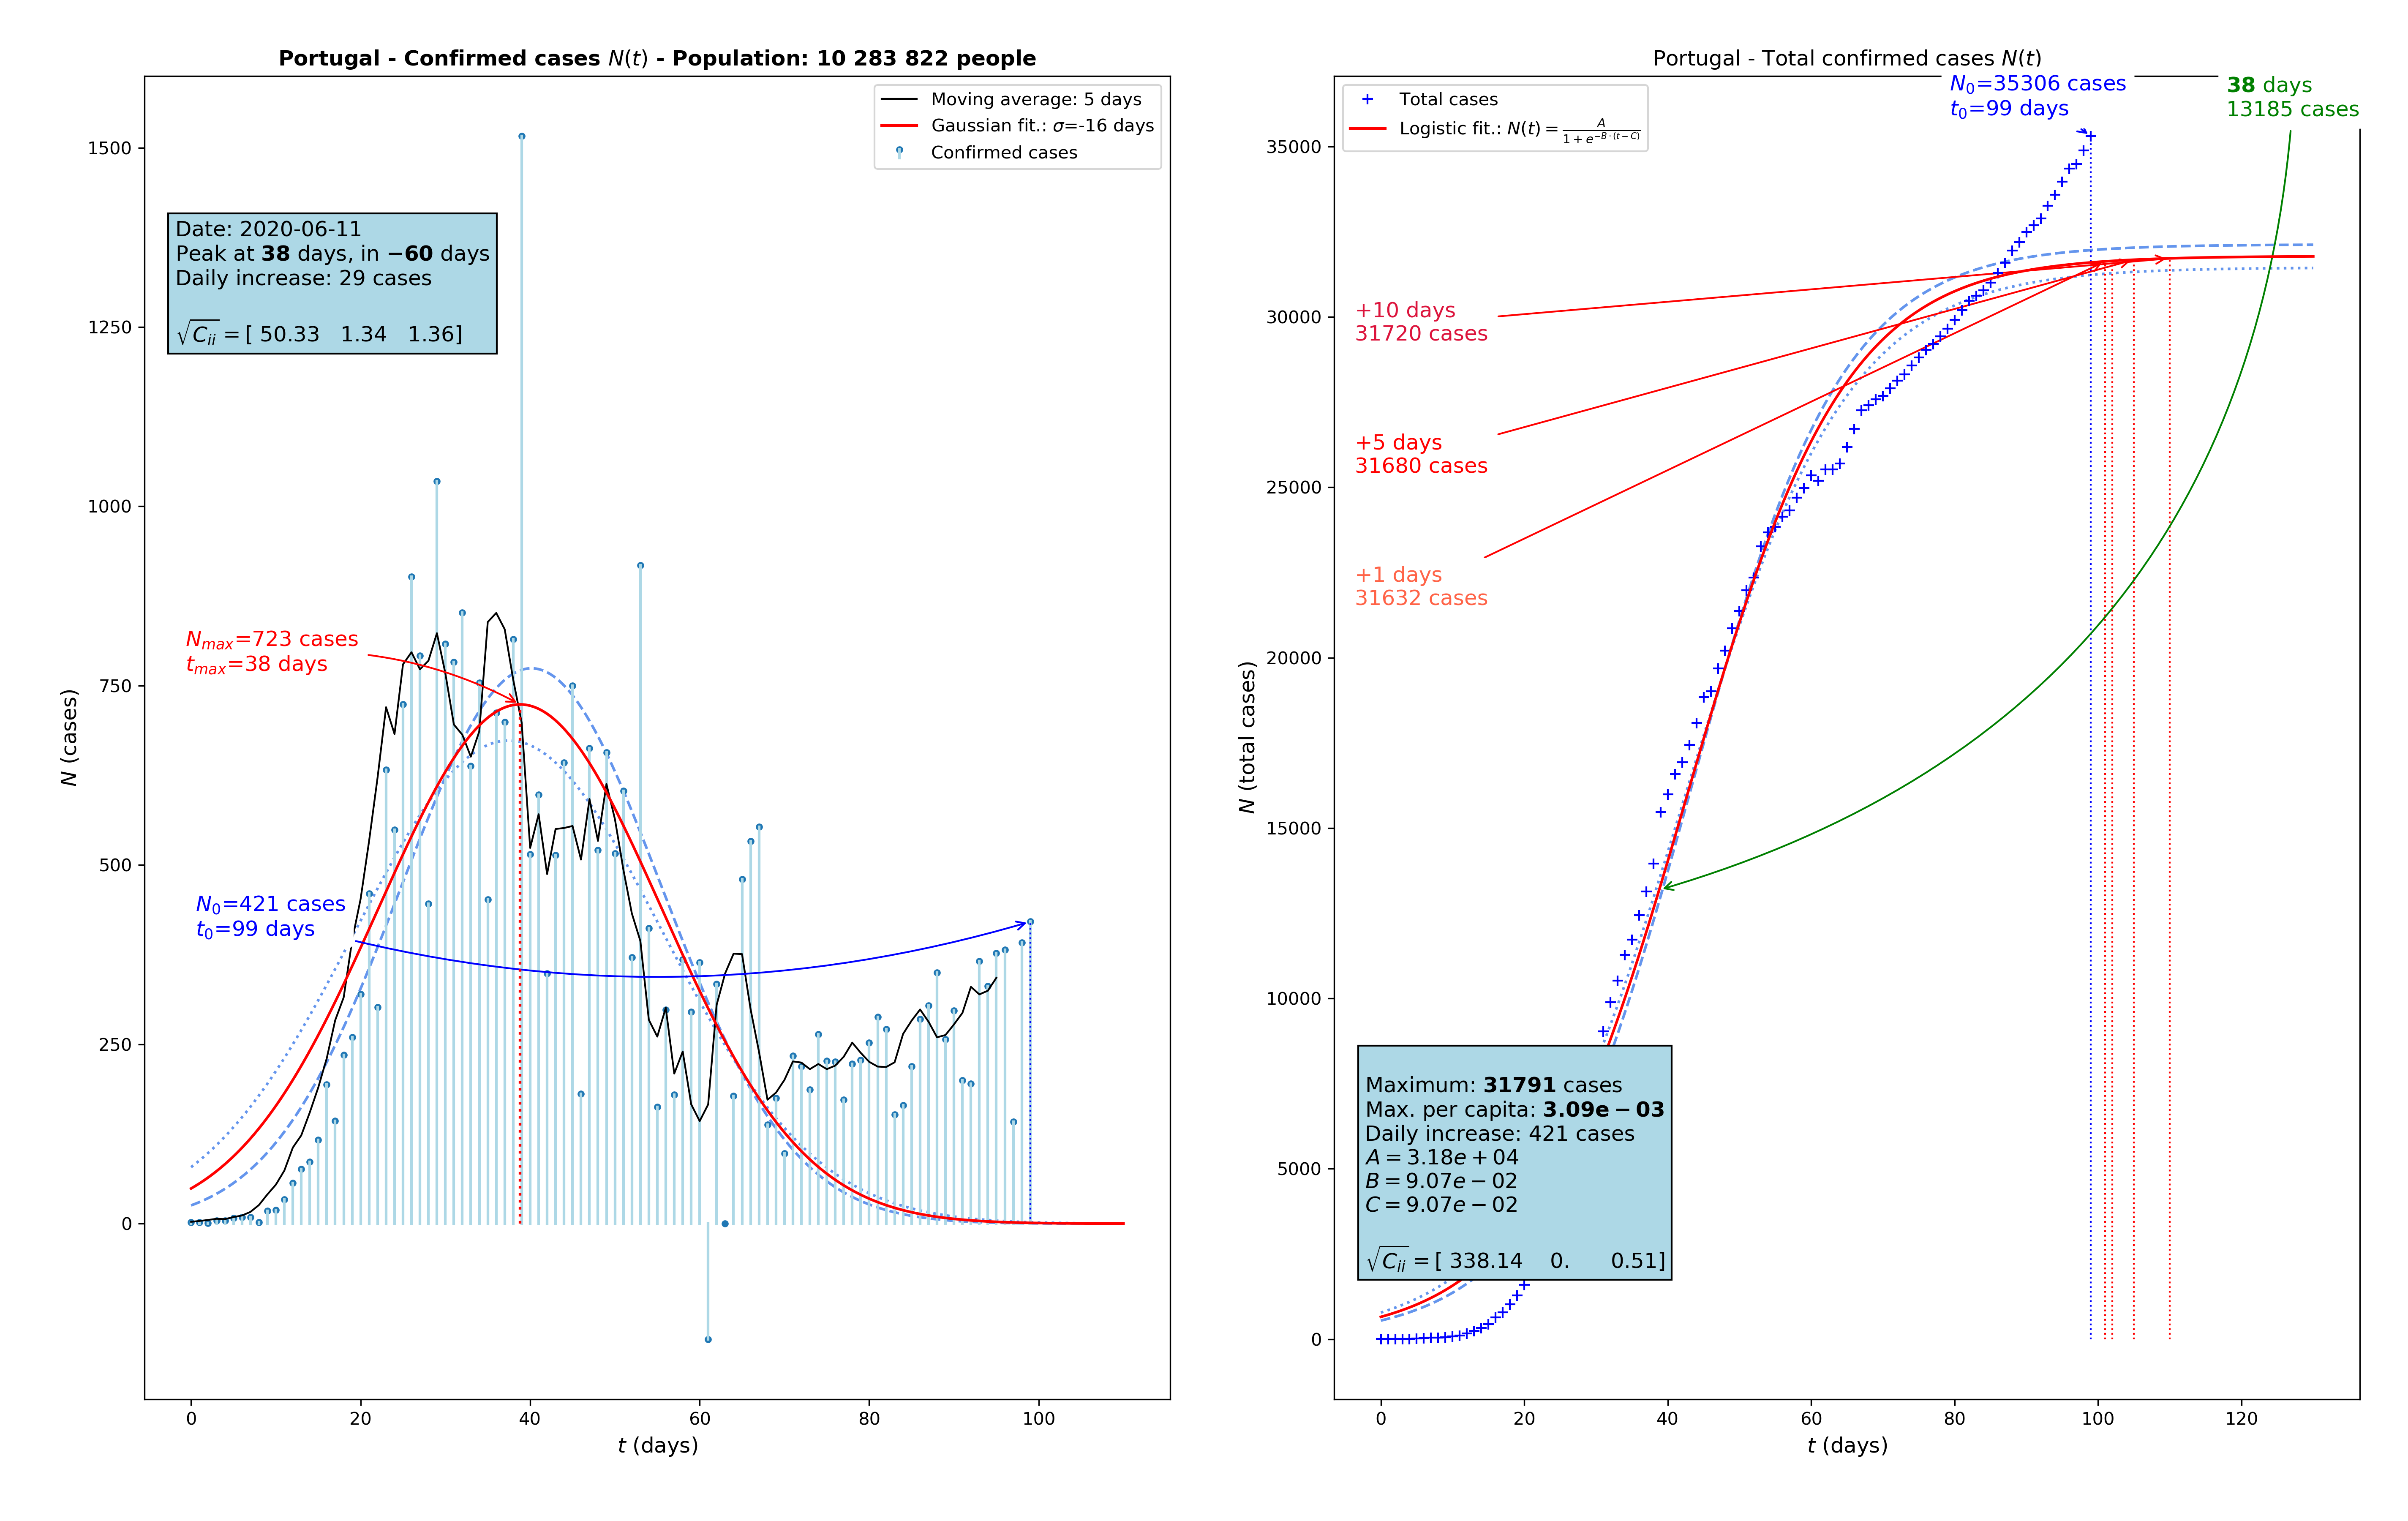 Portugal - Confirmed cases N(t) - Population: 10 283 822 people
Moving average: 5 days
Gaussian fit.: σ=-16 days
Confirmed cases
Date: 2020-06-11
Peak at 38 days, in −60 days
Daily increase: 29 cases
√C_ii = [ 50.33 1.34 1.36]
N_max=723 cases
t_max=38 days
N_0=421 cases
t_0=99 days
1500
1250
1000
750
500
250
0
N (cases)
0 20 40 60 80 100
t (days)
Portugal - Total confirmed cases N(t)
Total cases
Logistic fit.: N(t) = A / (1 + e^{−B·(t−C)})
N_0=35306 cases
t_0=99 days
38 days
13185 cases
+10 days
31720 cases
+5 days
31680 cases
+1 days
31632 cases
Maximum: 31791 cases
Max. per capita: 3.09e − 03
Daily increase: 421 cases
A = 3.18e + 04
B = 9.07e − 02
C = 9.07e − 02
√C_ii = [ 338.14 0. 0.51]
35000
30000
25000
20000
15000
10000
5000
0
N (total cases)
0 20 40 60 80 100 120
t (days)